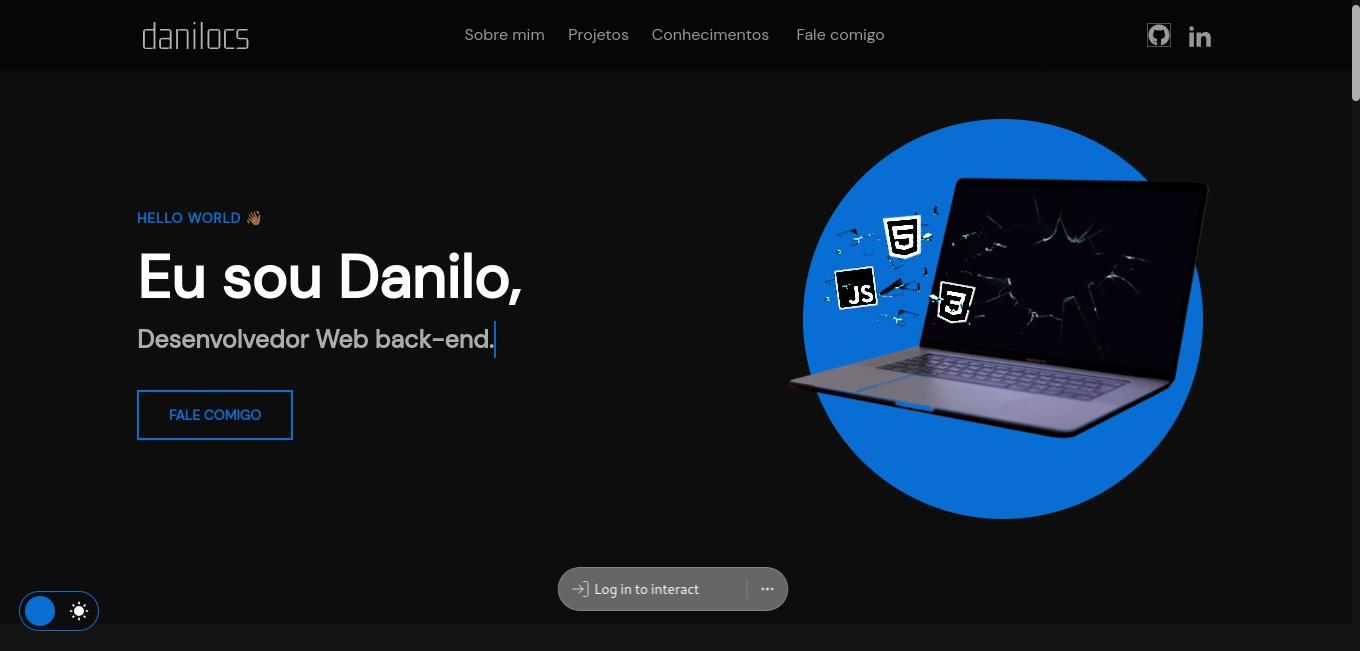 danilocs
Sobre mim
Projetos
Conhecimentos
Fale comigo
in
HELLO WORLD 👋🏾
Eu sou Danilo,
Desenvolvedor Web back-end.
FALE COMIGO
5
JS
3
Log in to interact